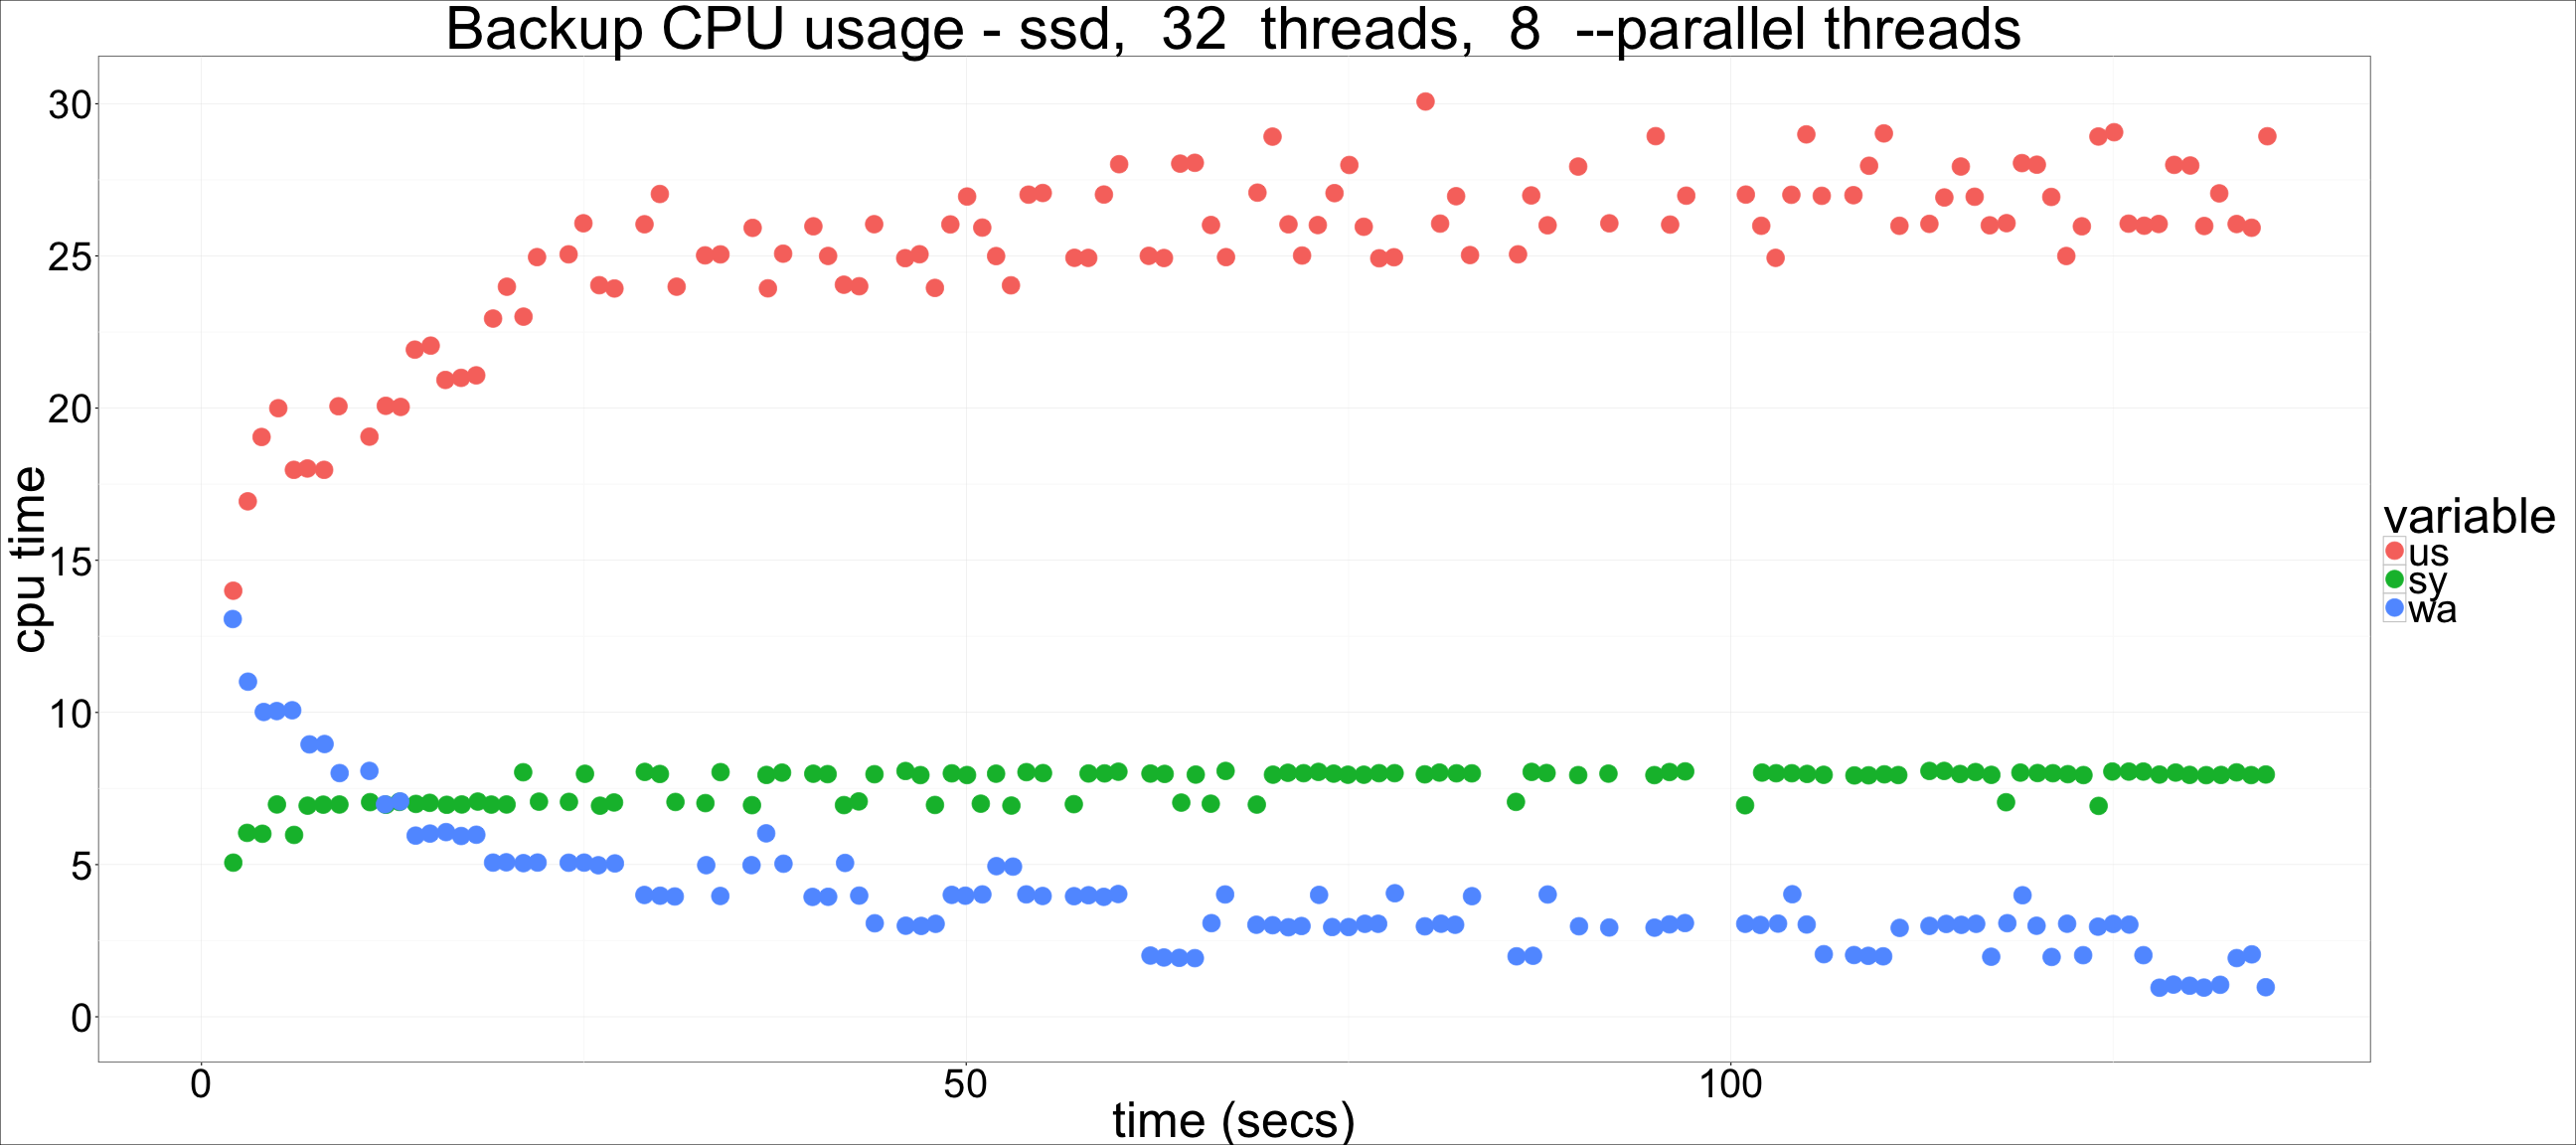 Backup CPU usage - ssd, 32 threads, 8 --parallel threads
30
25
20
15
10
5
0
cpu time
0 50 100
time (secs)
variable
us
sy
wa